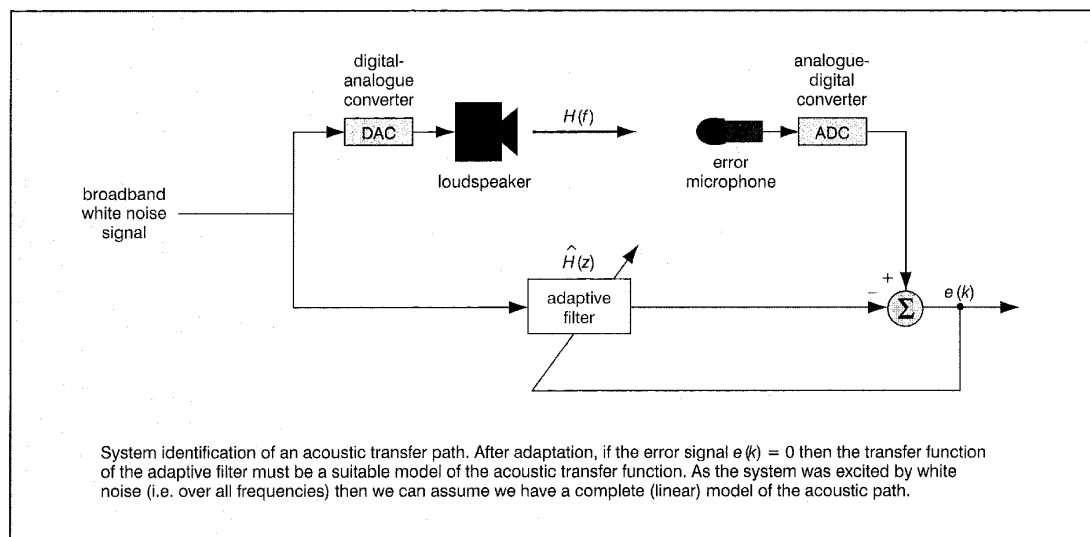 digital-
analogue
converter
DAC
loudspeaker
H(f)
error
microphone
analogue-
digital
converter
ADC
broadband
white noise
signal
Ĥ(z)
adaptive
filter
+
−
Σ
e(k)
System identification of an acoustic transfer path. After adaptation, if the error signal e(k) = 0 then the transfer function
of the adaptive filter must be a suitable model of the acoustic transfer function. As the system was excited by white
noise (i.e. over all frequencies) then we can assume we have a complete (linear) model of the acoustic path.